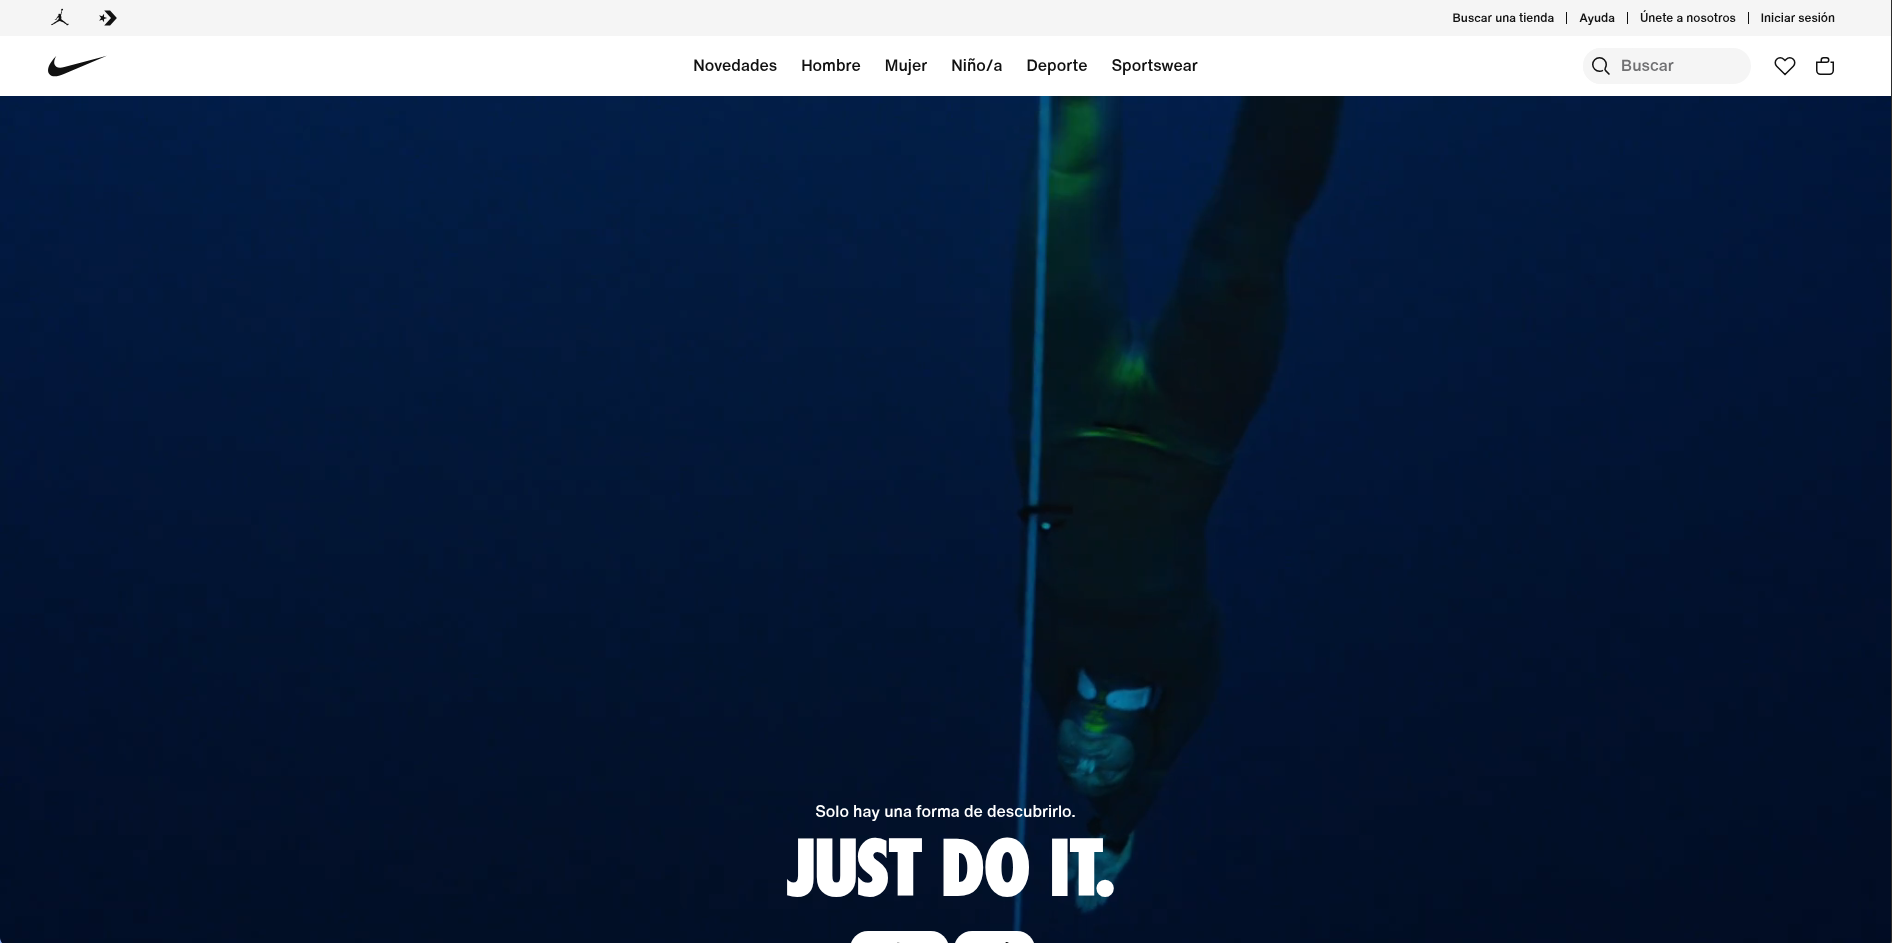 Buscar una tienda | Ayuda | Únete a nosotros | Iniciar sesión
Novedades Hombre Mujer Niño/a Deporte Sportswear Buscar
Solo hay una forma de descubrirlo.
JUST DO IT.